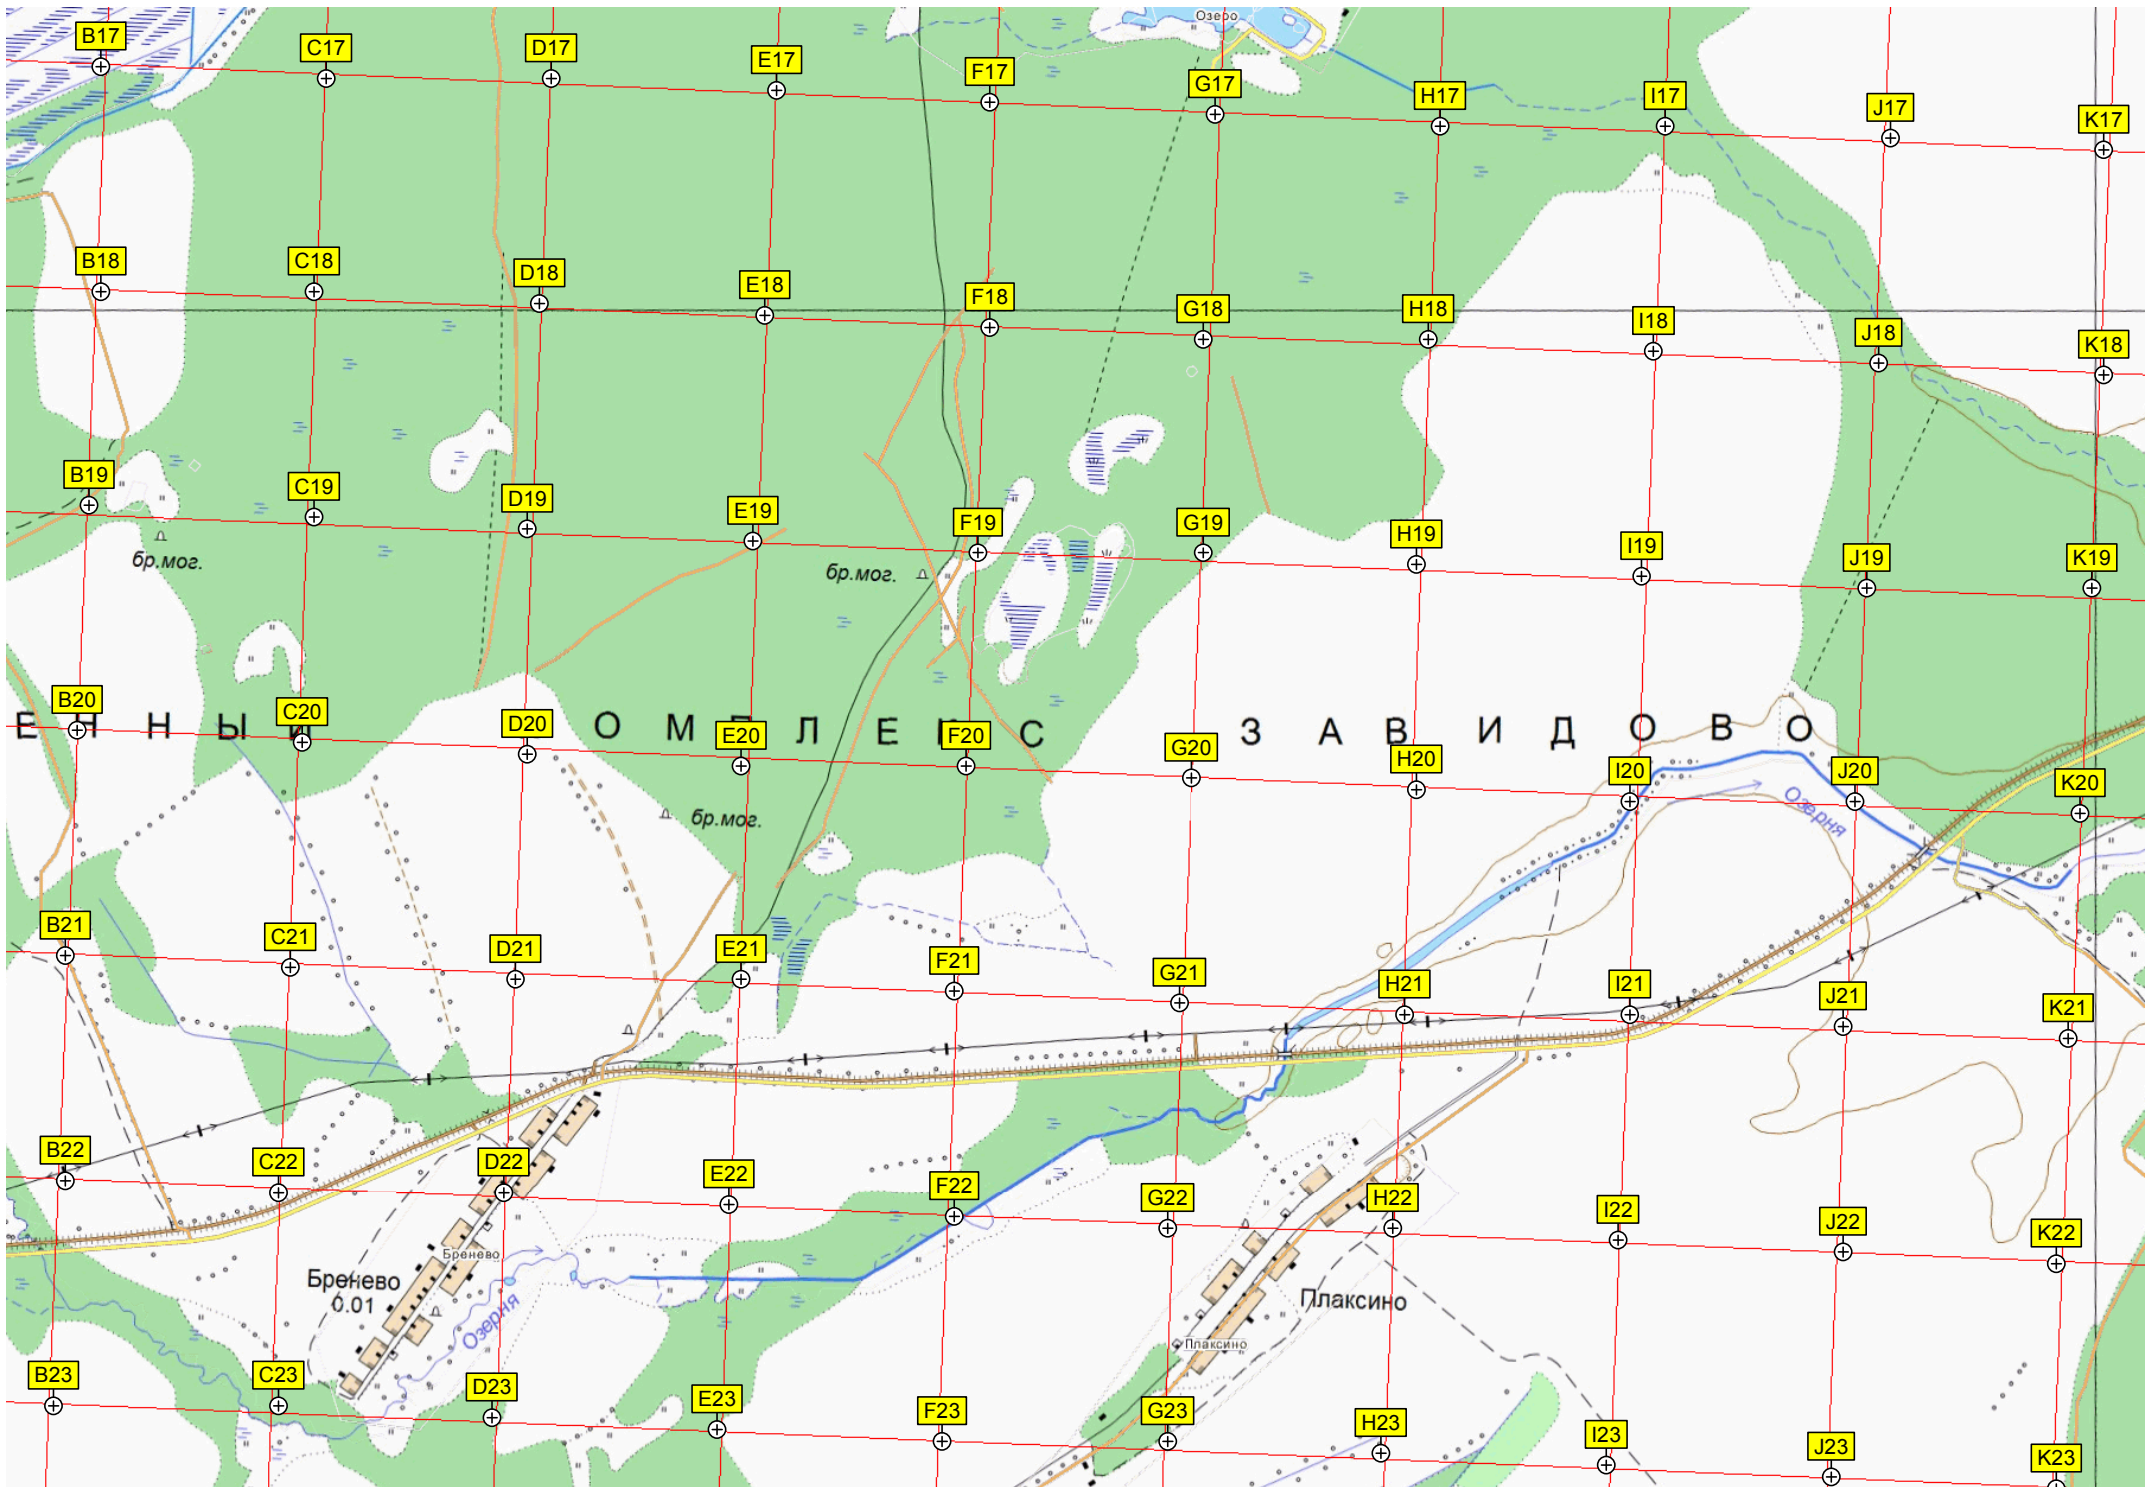 Озеро
B17
C17
D17
E17
F17
G17
H17
I17
J17
K17
B18
C18
D18
E18
F18
G18
H18
I18
J18
K18
B19
C19
D19
E19
F19
G19
H19
I19
J19
K19
бр.мог.
бр.мог.
B20
C20
D20
E20
F20
G20
H20
I20
J20
K20
Е Н Н Ы Й О М П Л Е К С З А В И Д О В О
Озерня
бр.мог.
B21
C21
D21
E21
F21
G21
H21
I21
J21
K21
B22
C22
D22
E22
F22
G22
H22
I22
J22
K22
Бренево
Бренево
0.01
Озерня
Плаксино
Плаксино
B23
C23
D23
E23
F23
G23
H23
I23
J23
K23